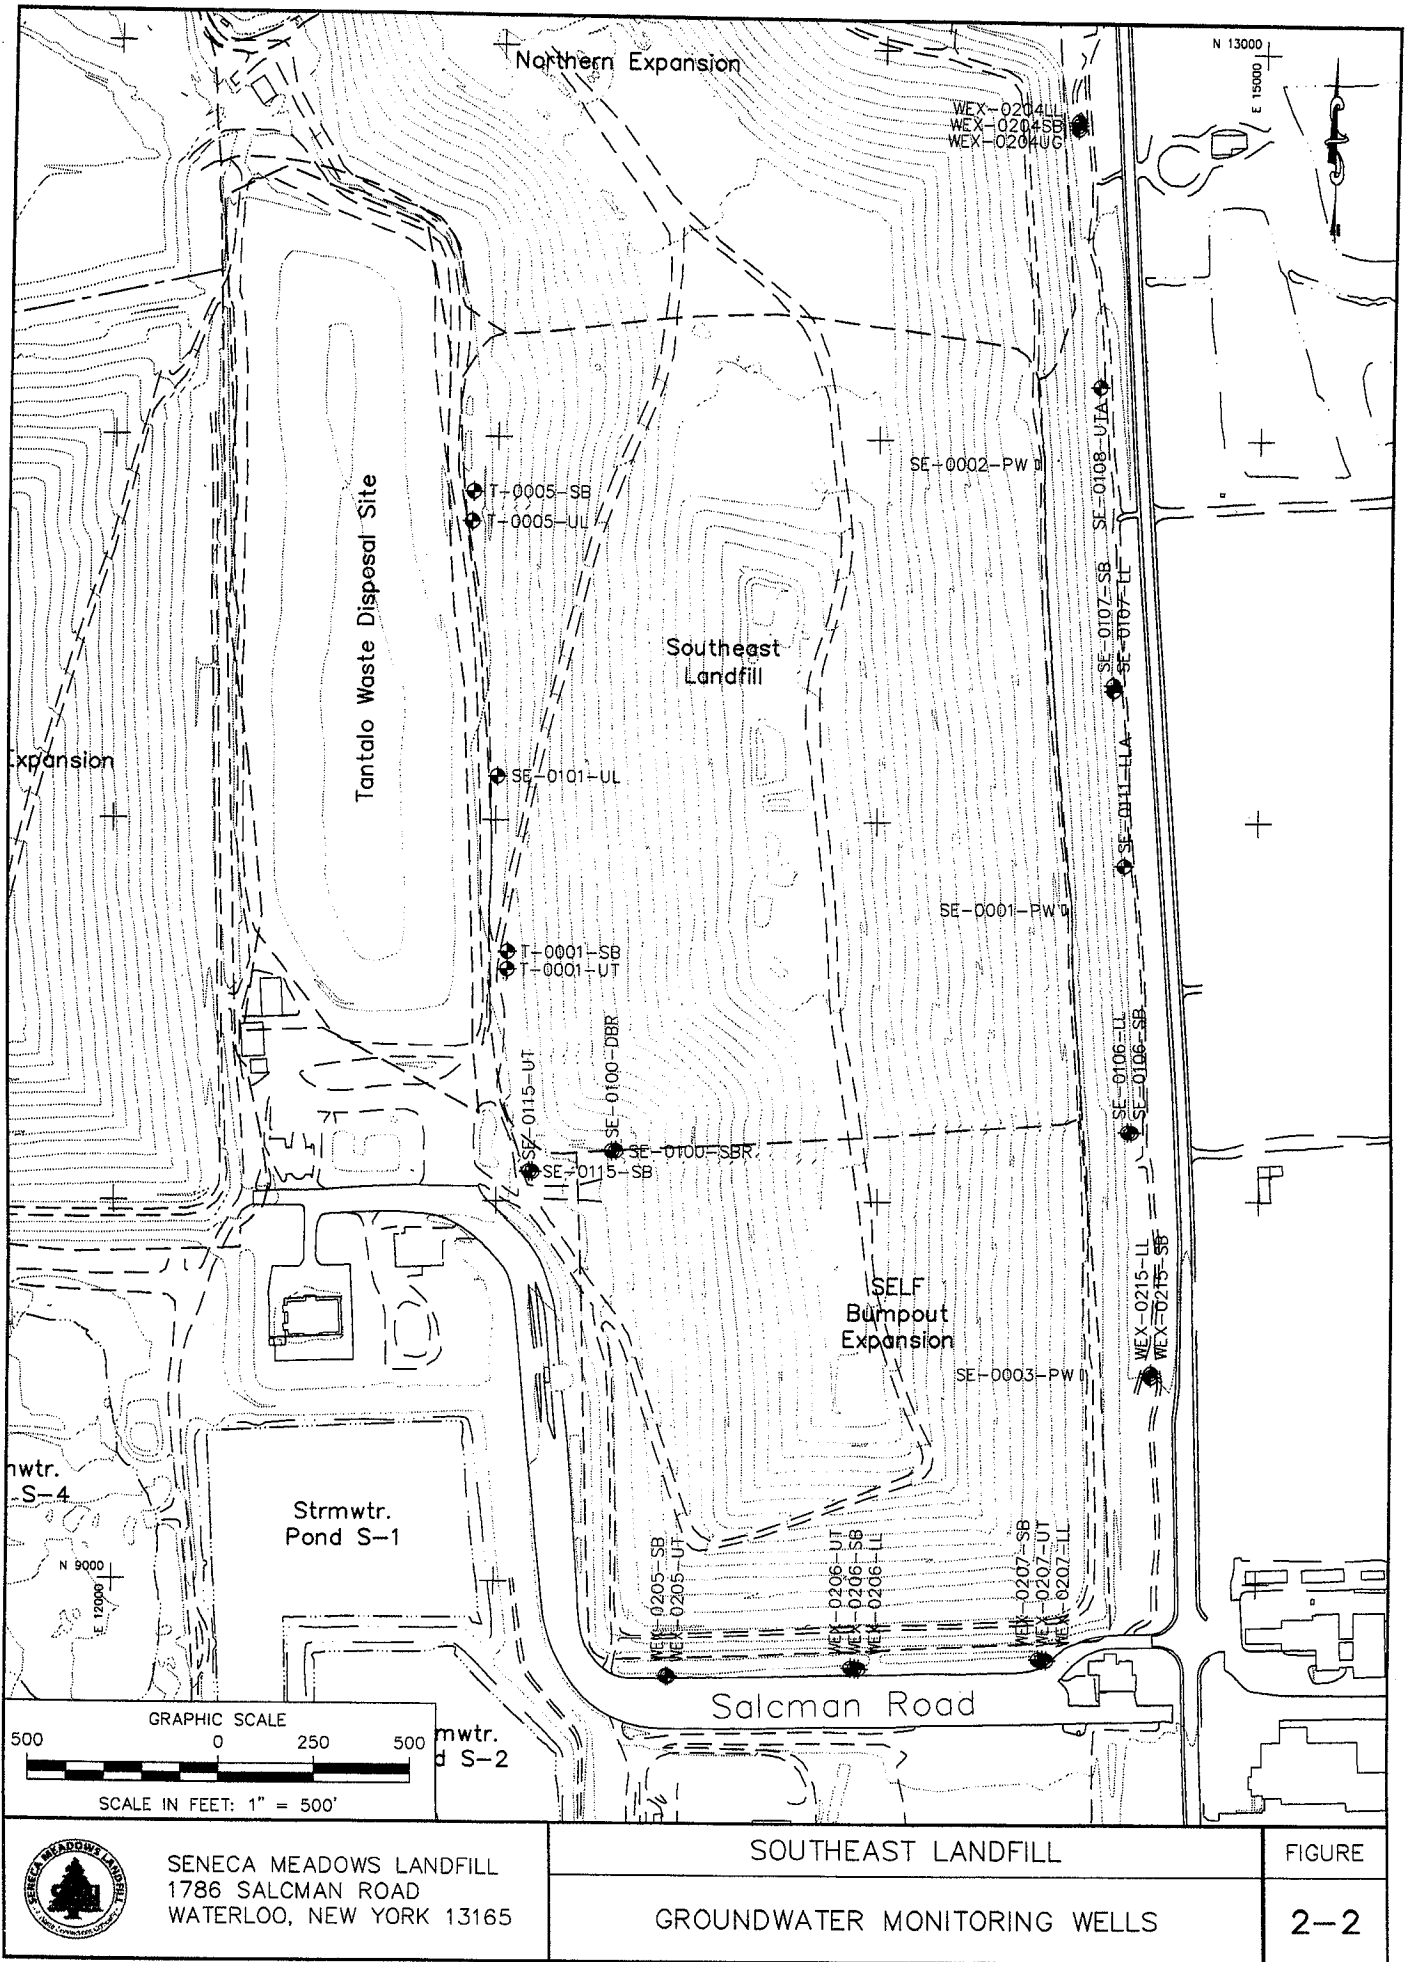 N 13000
E 15000
Northern Expansion
WEX-0204LL
WEX-0204SB
WEX-0204UG
SE-0108-UTA
SE-0002-PW
T-0005-SB
T-0005-UL
Tantalo Waste Disposal Site
SE-0107-SB
SE-0107-LL
Southeast
Landfill
xpansion
SE-0101-UL
SE-0111-LLA
SE-0001-PW
T-0001-SB
T-0001-UT
SE-0106-LL
SE-0106-SB
SE-0115-UT
SE-0100-DBR
SE-0100-SBR
SE-0115-SB
WEX-0215-LL
WEX-0215-SB
SELF
Bumpout
Expansion
SE-0003-PW
wtr.
S-4
Strmwtr.
Pond S-1
N 9000
E 12000
WEX-0205-SB
WEX-0205-UT
WEX-0206-UT
WEX-0206-SB
WEX-0206-LL
WEX-0207-SB
WEX-0207-UT
WEX-0207-LL
Salcman Road
mwtr.
d S-2
GRAPHIC SCALE
500 0 250 500
SCALE IN FEET: 1" = 500'
SENECA MEADOWS LANDFILL
SENECA MEADOWS LANDFILL
1786 SALCMAN ROAD
WATERLOO, NEW YORK 13165
SOUTHEAST LANDFILL
GROUNDWATER MONITORING WELLS
FIGURE
2-2